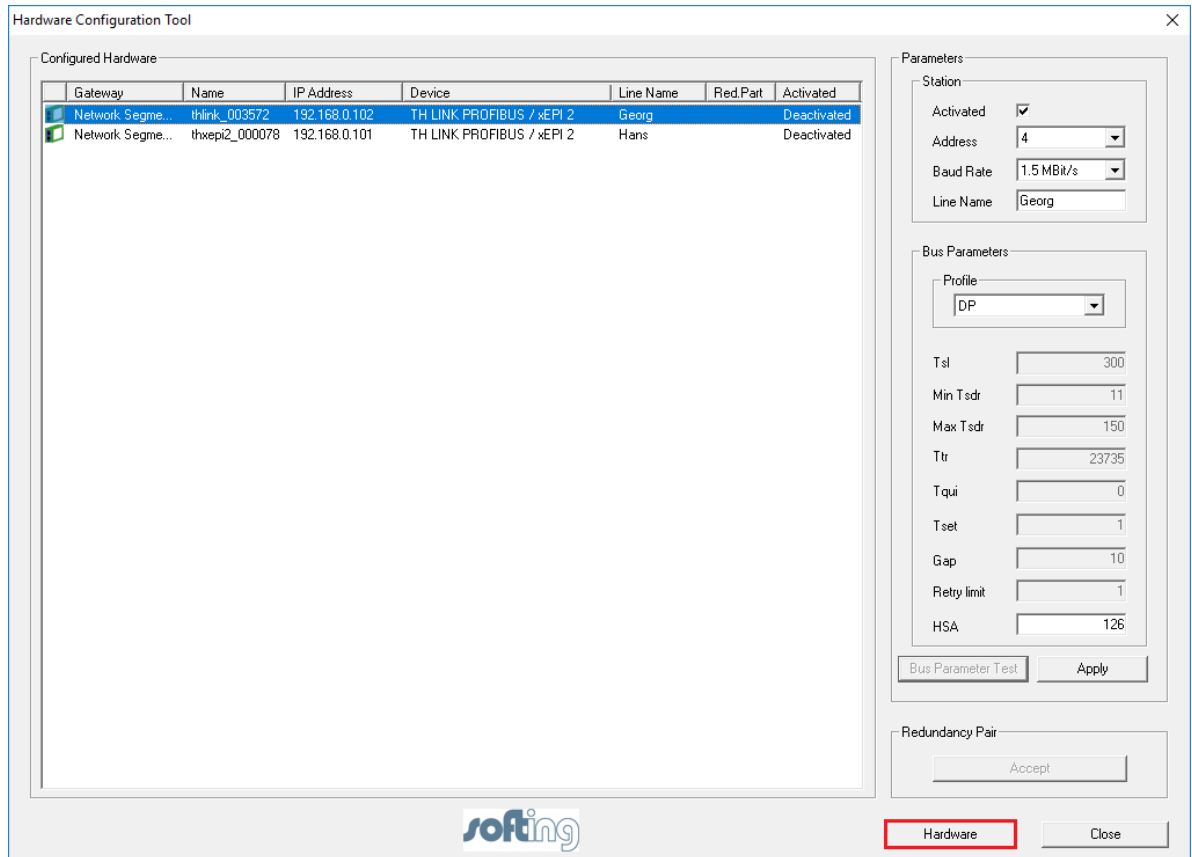 Hardware Configuration Tool
Configured Hardware
Gateway Name IP Address Device Line Name Red.Part Activated
Network Segme... thlink_003572 192.168.0.102 TH LINK PROFIBUS / xEPI 2 Georg Deactivated
Network Segme... thxepi2_000078 192.168.0.101 TH LINK PROFIBUS / xEPI 2 Hans Deactivated
Parameters
Station
Activated
Address 4
Baud Rate 1.5 MBit/s
Line Name Georg
Bus Parameters
Profile
DP
Tsl 300
Min Tsdr 11
Max Tsdr 150
Ttr 23735
Tqui 0
Tset 1
Gap 10
Retry limit 1
HSA 126
Bus Parameter Test Apply
Redundancy Pair
Accept
softing
Hardware Close